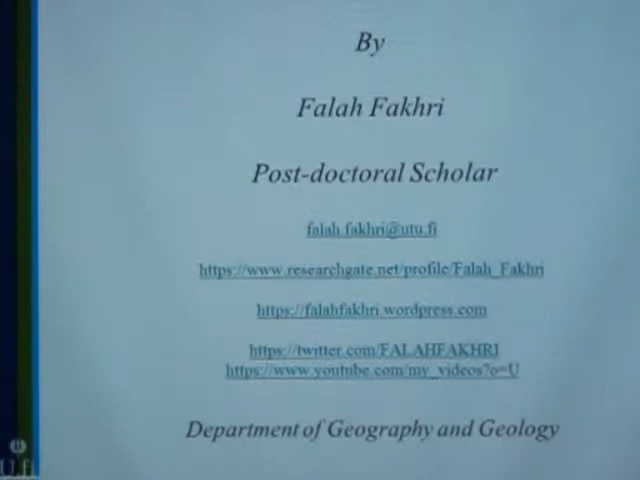 By
Falah Fakhri
Post-doctoral Scholar
falah.fakhri@utu.fi
https://www.researchgate.net/profile/Falah_Fakhri
https://falahfakhri.wordpress.com
https://twitter.com/FALAHFAKHRI
https://www.youtube.com/my_videos?o=U
Department of Geography and Geology